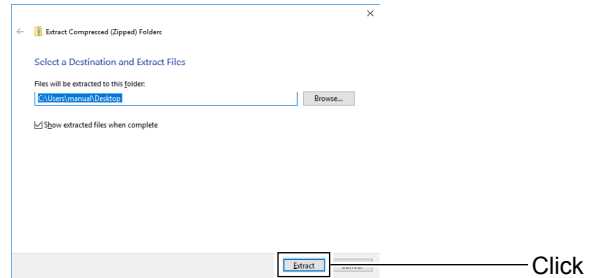 Extract Compressed (Zipped) Folders
Select a Destination and Extract Files
Files will be extracted to this folder:
C:\Users\manual\Desktop
Browse...
Show extracted files when complete
Extract
Click